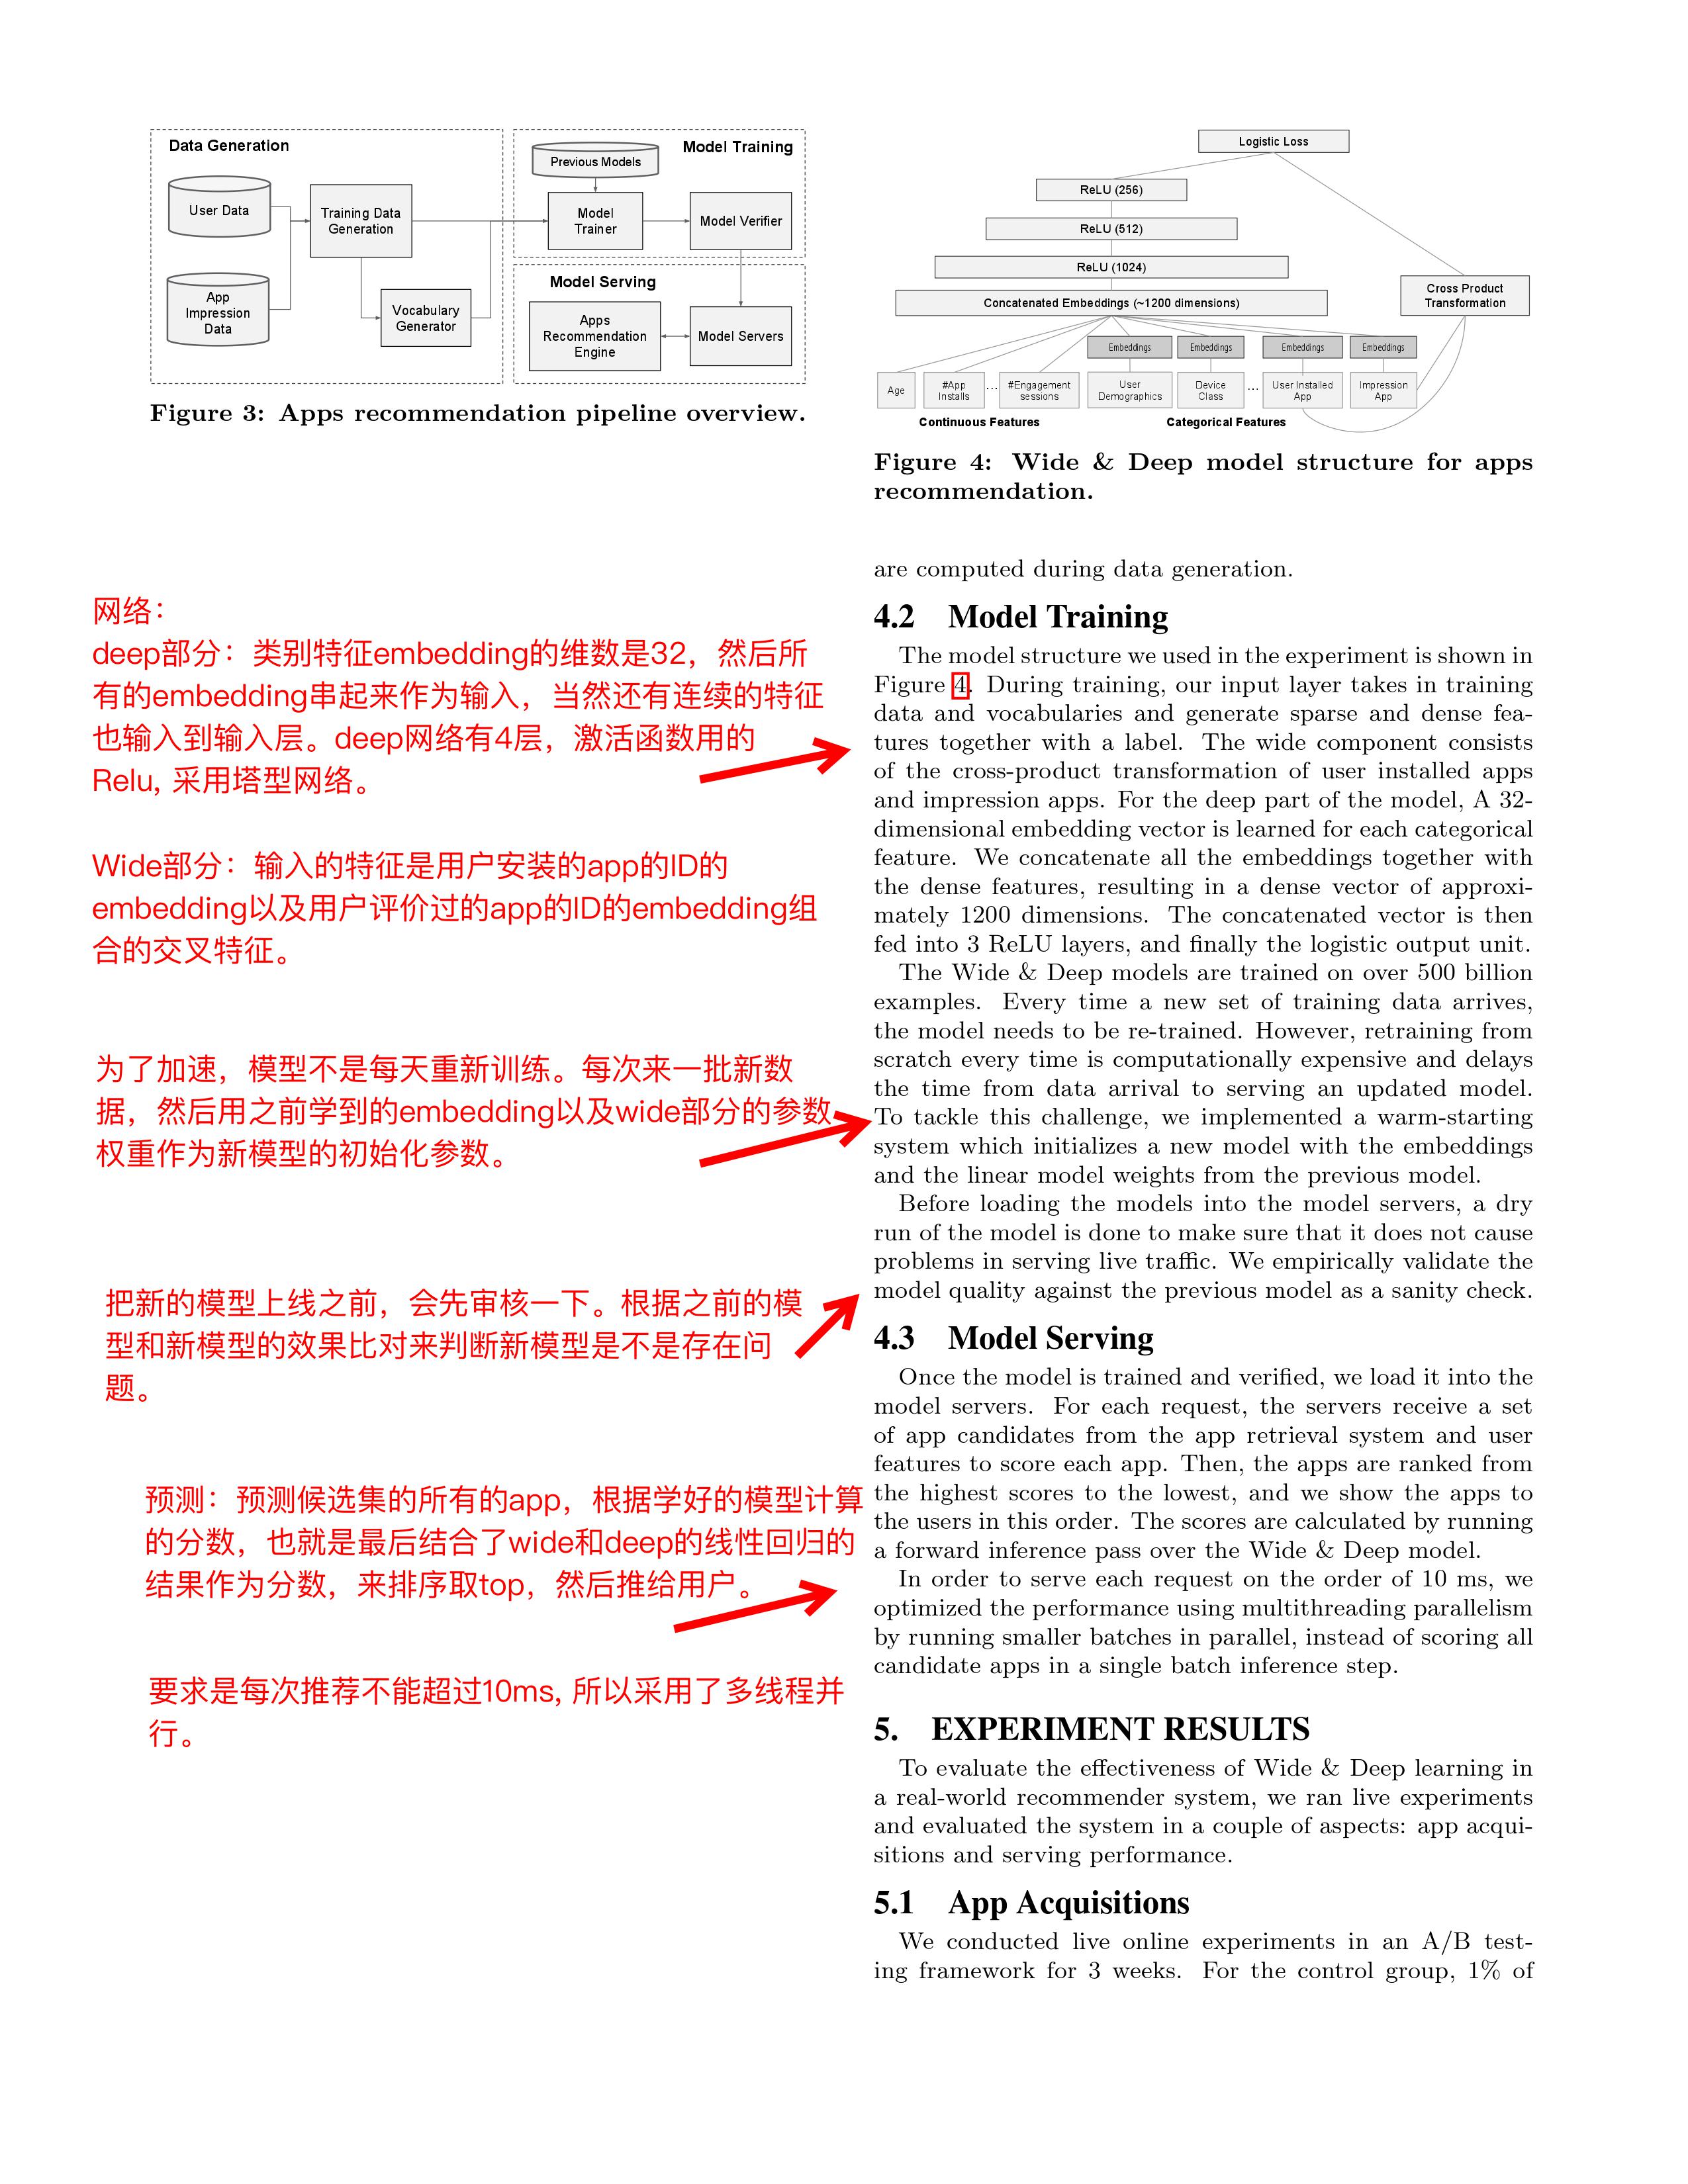 Data Generation
User Data
App
Impression
Data
Training Data
Generation
Vocabulary
Generator
Model Training
Previous Models
Model
Trainer
Model Verifier
Model Serving
Apps
Recommendation
Engine
Model Servers
Figure 3: Apps recommendation pipeline overview.
网络：
deep部分：类别特征embedding的维数是32，然后所
有的embedding串起来作为输入，当然还有连续的特征
也输入到输入层。deep网络有4层，激活函数用的
Relu, 采用塔型网络。
Wide部分：输入的特征是用户安装的app的ID的
embedding以及用户评价过的app的ID的embedding组
合的交叉特征。
为了加速，模型不是每天重新训练。每次来一批新数
据，然后用之前学到的embedding以及wide部分的参数
权重作为新模型的初始化参数。
把新的模型上线之前，会先审核一下。根据之前的模
型和新模型的效果比对来判断新模型是不是存在问
题。
预测：预测候选集的所有的app，根据学好的模型计算
的分数，也就是最后结合了wide和deep的线性回归的
结果作为分数，来排序取top，然后推给用户。
要求是每次推荐不能超过10ms, 所以采用了多线程并
行。
Logistic Loss
ReLU (256)
ReLU (512)
ReLU (1024)
Concatenated Embeddings (~1200 dimensions)
Cross Product
Transformation
Embeddings
Embeddings
Embeddings
Embeddings
Age
#App
Installs
...
#Engagement
sessions
User
Demographics
Device
Class
...
User Installed
App
Impression
App
Continuous Features
Categorical Features
Figure 4: Wide & Deep model structure for apps
recommendation.
are computed during data generation.
4.2 Model Training
The model structure we used in the experiment is shown in
Figure 4. During training, our input layer takes in training
data and vocabularies and generate sparse and dense fea-
tures together with a label. The wide component consists
of the cross-product transformation of user installed apps
and impression apps. For the deep part of the model, A 32-
dimensional embedding vector is learned for each categorical
feature. We concatenate all the embeddings together with
the dense features, resulting in a dense vector of approxi-
mately 1200 dimensions. The concatenated vector is then
fed into 3 ReLU layers, and finally the logistic output unit.
The Wide & Deep models are trained on over 500 billion
examples. Every time a new set of training data arrives,
the model needs to be re-trained. However, retraining from
scratch every time is computationally expensive and delays
the time from data arrival to serving an updated model.
To tackle this challenge, we implemented a warm-starting
system which initializes a new model with the embeddings
and the linear model weights from the previous model.
Before loading the models into the model servers, a dry
run of the model is done to make sure that it does not cause
problems in serving live traffic. We empirically validate the
model quality against the previous model as a sanity check.
4.3 Model Serving
Once the model is trained and verified, we load it into the
model servers. For each request, the servers receive a set
of app candidates from the app retrieval system and user
features to score each app. Then, the apps are ranked from
the highest scores to the lowest, and we show the apps to
the users in this order. The scores are calculated by running
a forward inference pass over the Wide & Deep model.
In order to serve each request on the order of 10 ms, we
optimized the performance using multithreading parallelism
by running smaller batches in parallel, instead of scoring all
candidate apps in a single batch inference step.
5. EXPERIMENT RESULTS
To evaluate the effectiveness of Wide & Deep learning in
a real-world recommender system, we ran live experiments
and evaluated the system in a couple of aspects: app acqui-
sitions and serving performance.
5.1 App Acquisitions
We conducted live online experiments in an A/B test-
ing framework for 3 weeks. For the control group, 1% of